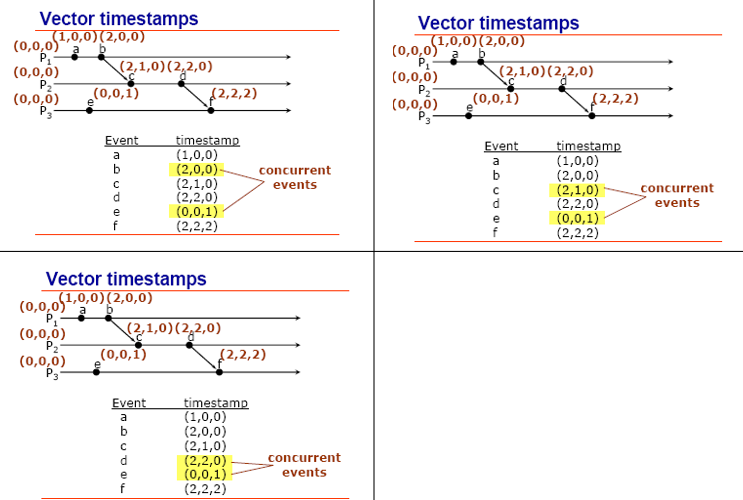 Vector timestamps
(1,0,0)(2,0,0)
(0,0,0)
a b
P1
(0,0,0)
(2,1,0)(2,2,0)
P2
c d
(0,0,0)
(0,0,1)
(2,2,2)
P3
e f
Event timestamp
a (1,0,0)
b (2,0,0)
c (2,1,0)
d (2,2,0)
e (0,0,1)
f (2,2,2)
concurrent
events
Vector timestamps
(1,0,0)(2,0,0)
(0,0,0)
a b
P1
(0,0,0)
(2,1,0)(2,2,0)
P2
c d
(0,0,0)
(0,0,1)
(2,2,2)
P3
e f
Event timestamp
a (1,0,0)
b (2,0,0)
c (2,1,0)
d (2,2,0)
e (0,0,1)
f (2,2,2)
concurrent
events
Vector timestamps
(1,0,0)(2,0,0)
(0,0,0)
a b
P1
(0,0,0)
(2,1,0)(2,2,0)
P2
c d
(0,0,0)
(0,0,1)
(2,2,2)
P3
e f
Event timestamp
a (1,0,0)
b (2,0,0)
c (2,1,0)
d (2,2,0)
e (0,0,1)
f (2,2,2)
concurrent
events